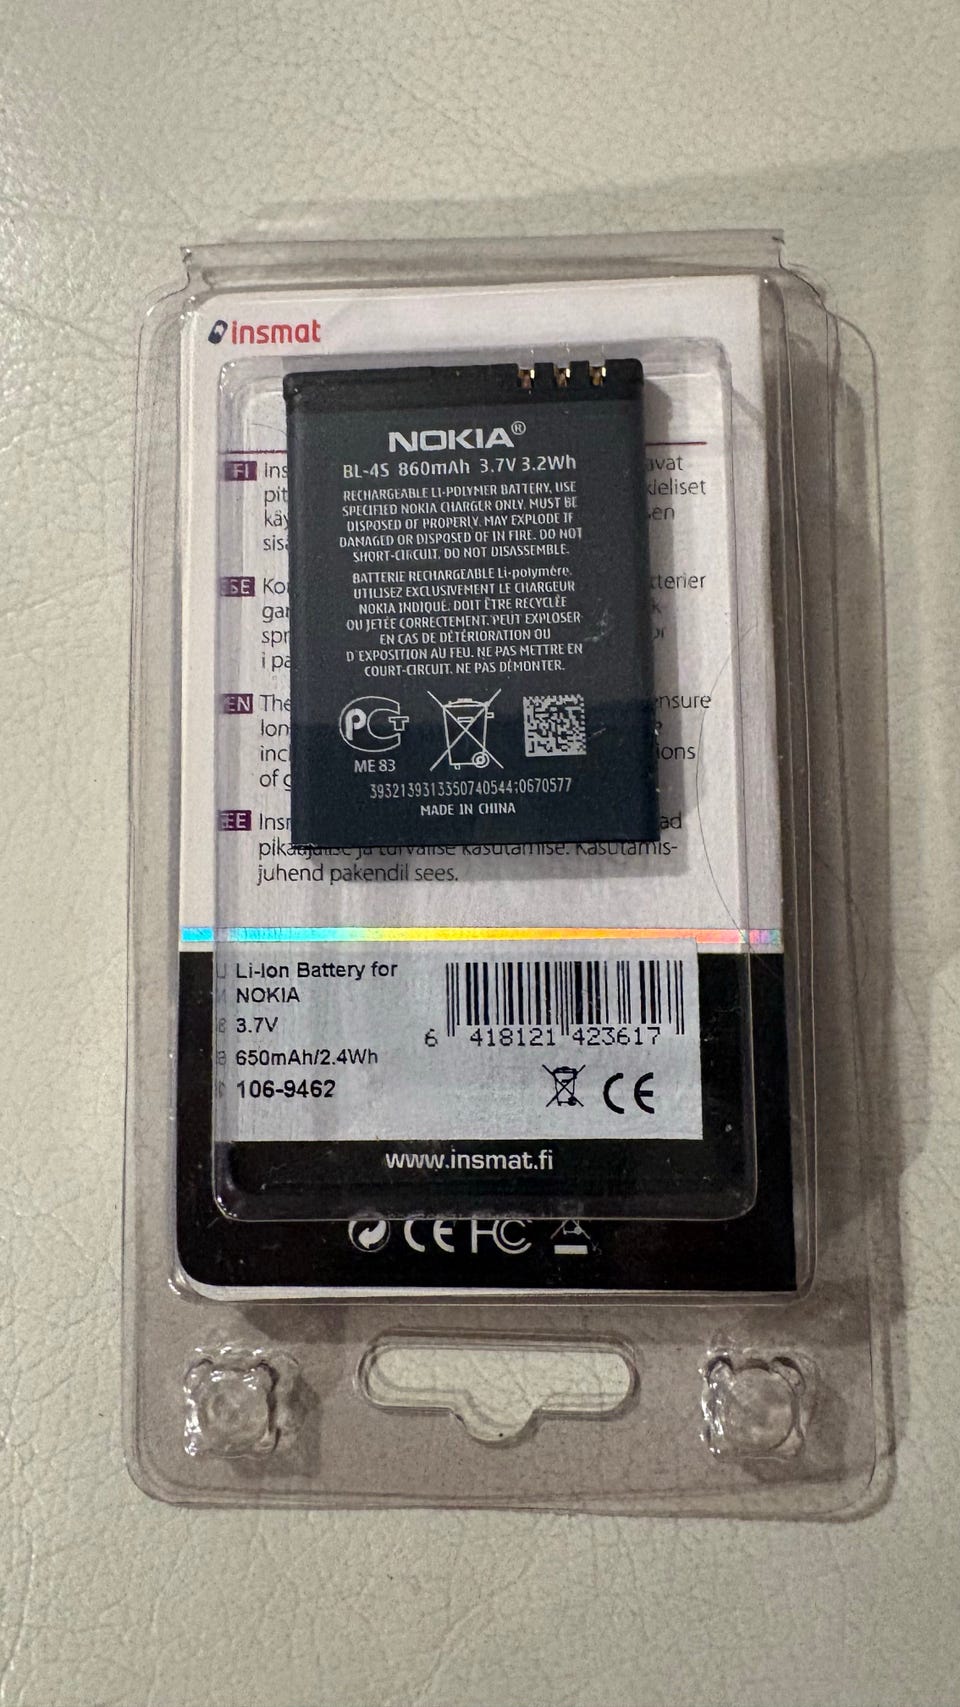 insmat
NOKIA®
BL-4S 860mAh 3.7V 3.2Wh
RECHARGEABLE LI-POLYMER BATTERY, USE
SPECIFIED NOKIA CHARGER ONLY. MUST BE
DISPOSED OF PROPERLY. MAY EXPLODE IF
DAMAGED OR DISPOSED OF IN FIRE. DO NOT
SHORT-CIRCUIT. DO NOT DISASSEMBLE.
BATTERIE RECHARGEABLE Li-polymére.
UTILISEZ EXCLUSIVEMENT LE CHARGEUR
NOKIA INDIQUÉ. DOIT ÊTRE RECYCLÉE
OU JETÉE CORRECTEMENT. PEUT EXPLOSER
EN CAS DE DÉTÉRIORATION OU
D'EXPOSITION AU FEU. NE PAS METTRE EN
COURT-CIRCUIT. NE PAS DÉMONTER.
РСТ
ME 83
3932139313350740544;0670577
MADE IN CHINA
FI
SE
EN The
of
EE
kasutamise. Kasutamis-
juhend pakendil sees.
Li-Ion Battery for
NOKIA
3.7V
650mAh/2.4Wh
106-9462
6 418121 423617
CE
www.insmat.fi
CE FC